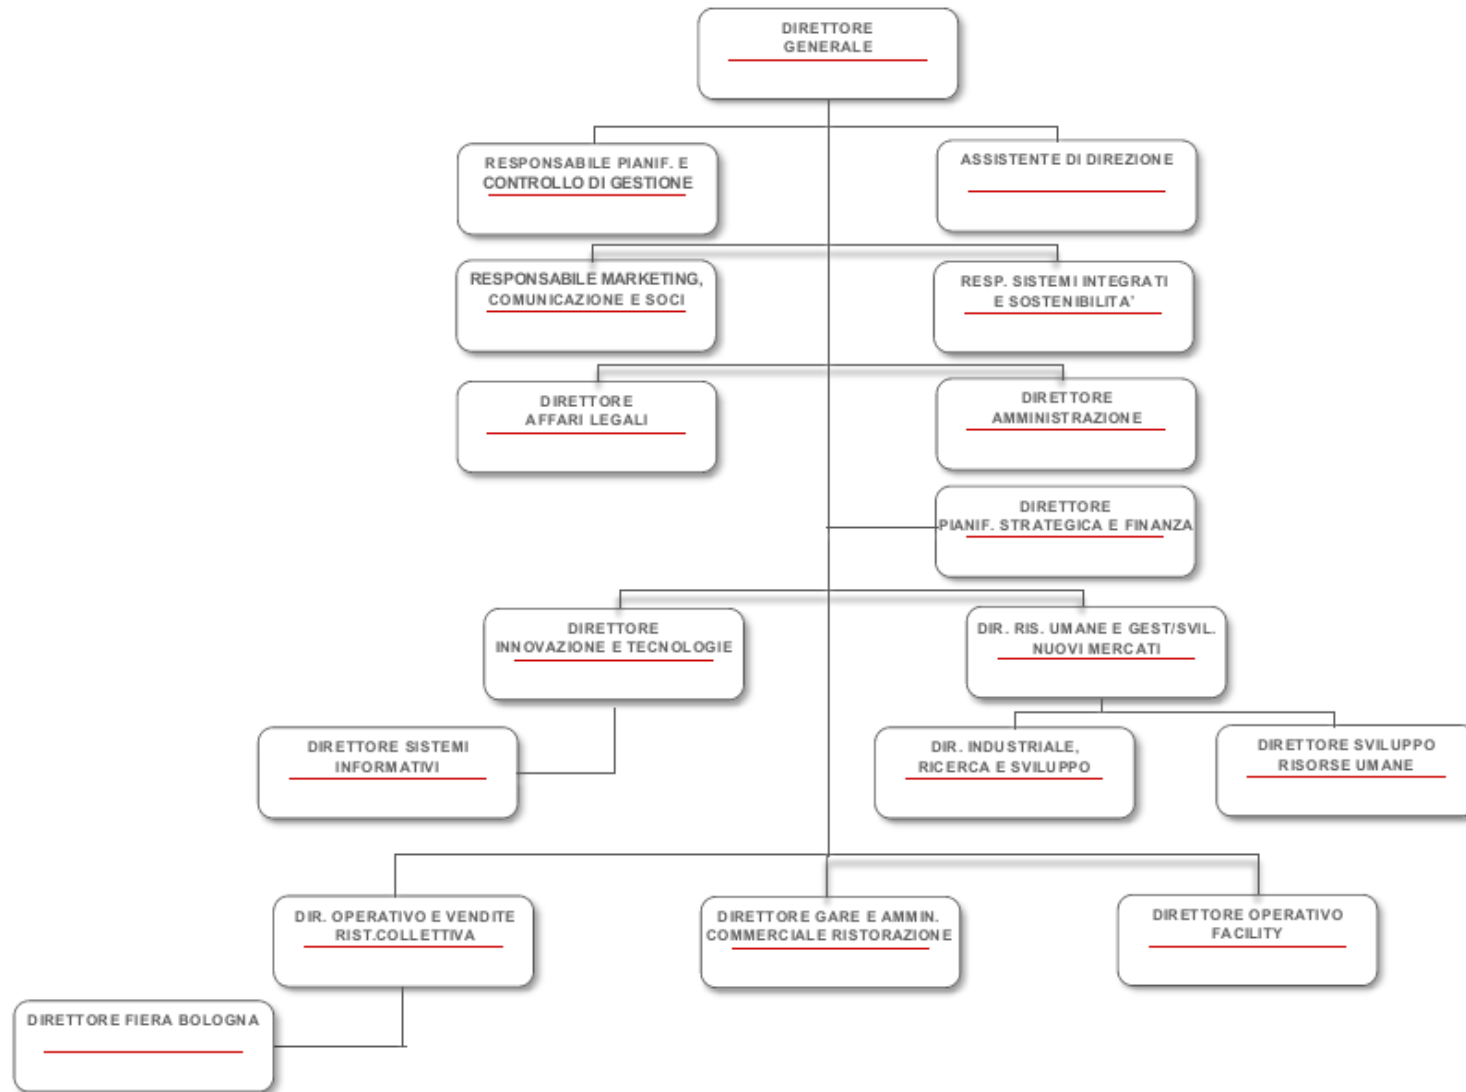 DIRETTORE
GENERALE
RESPONSABILE PIANIF. E
CONTROLLO DI GESTIONE
ASSISTENTE DI DIREZIONE
RESPONSABILE MARKETING,
COMUNICAZIONE E SOCI
RESP. SISTEMI INTEGRATI
E SOSTENIBILITA'
DIRETTORE
AFFARI LEGALI
DIRETTORE
AMMINISTRAZIONE
DIRETTORE
PIANIF. STRATEGICA E FINANZA
DIRETTORE
INNOVAZIONE E TECNOLOGIE
DIR. RIS. UMANE E GEST/SVIL.
NUOVI MERCATI
DIRETTORE SISTEMI
INFORMATIVI
DIR. INDUSTRIALE,
RICERCA E SVILUPPO
DIRETTORE SVILUPPO
RISORSE UMANE
DIR. OPERATIVO E VENDITE
RIST.COLLETTIVA
DIRETTORE GARE E AMMIN.
COMMERCIALE RISTORAZIONE
DIRETTORE OPERATIVO
FACILITY
DIRETTORE FIERA BOLOGNA